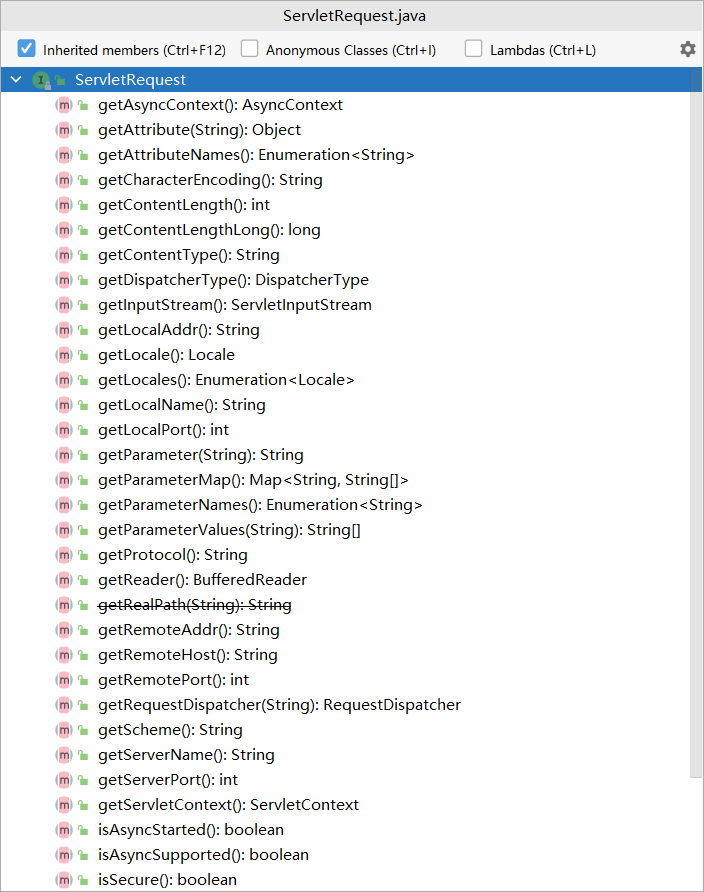 ServletRequest.java
Inherited members (Ctrl+F12) Anonymous Classes (Ctrl+I) Lambdas (Ctrl+L)
ServletRequest
getAsyncContext(): AsyncContext
getAttribute(String): Object
getAttributeNames(): Enumeration<String>
getCharacterEncoding(): String
getContentLength(): int
getContentLengthLong(): long
getContentType(): String
getDispatcherType(): DispatcherType
getInputStream(): ServletInputStream
getLocalAddr(): String
getLocale(): Locale
getLocales(): Enumeration<Locale>
getLocalName(): String
getLocalPort(): int
getParameter(String): String
getParameterMap(): Map<String, String[]>
getParameterNames(): Enumeration<String>
getParameterValues(String): String[]
getProtocol(): String
getReader(): BufferedReader
getRealPath(String): String
getRemoteAddr(): String
getRemoteHost(): String
getRemotePort(): int
getRequestDispatcher(String): RequestDispatcher
getScheme(): String
getServerName(): String
getServerPort(): int
getServletContext(): ServletContext
isAsyncStarted(): boolean
isAsyncSupported(): boolean
isSecure(): boolean